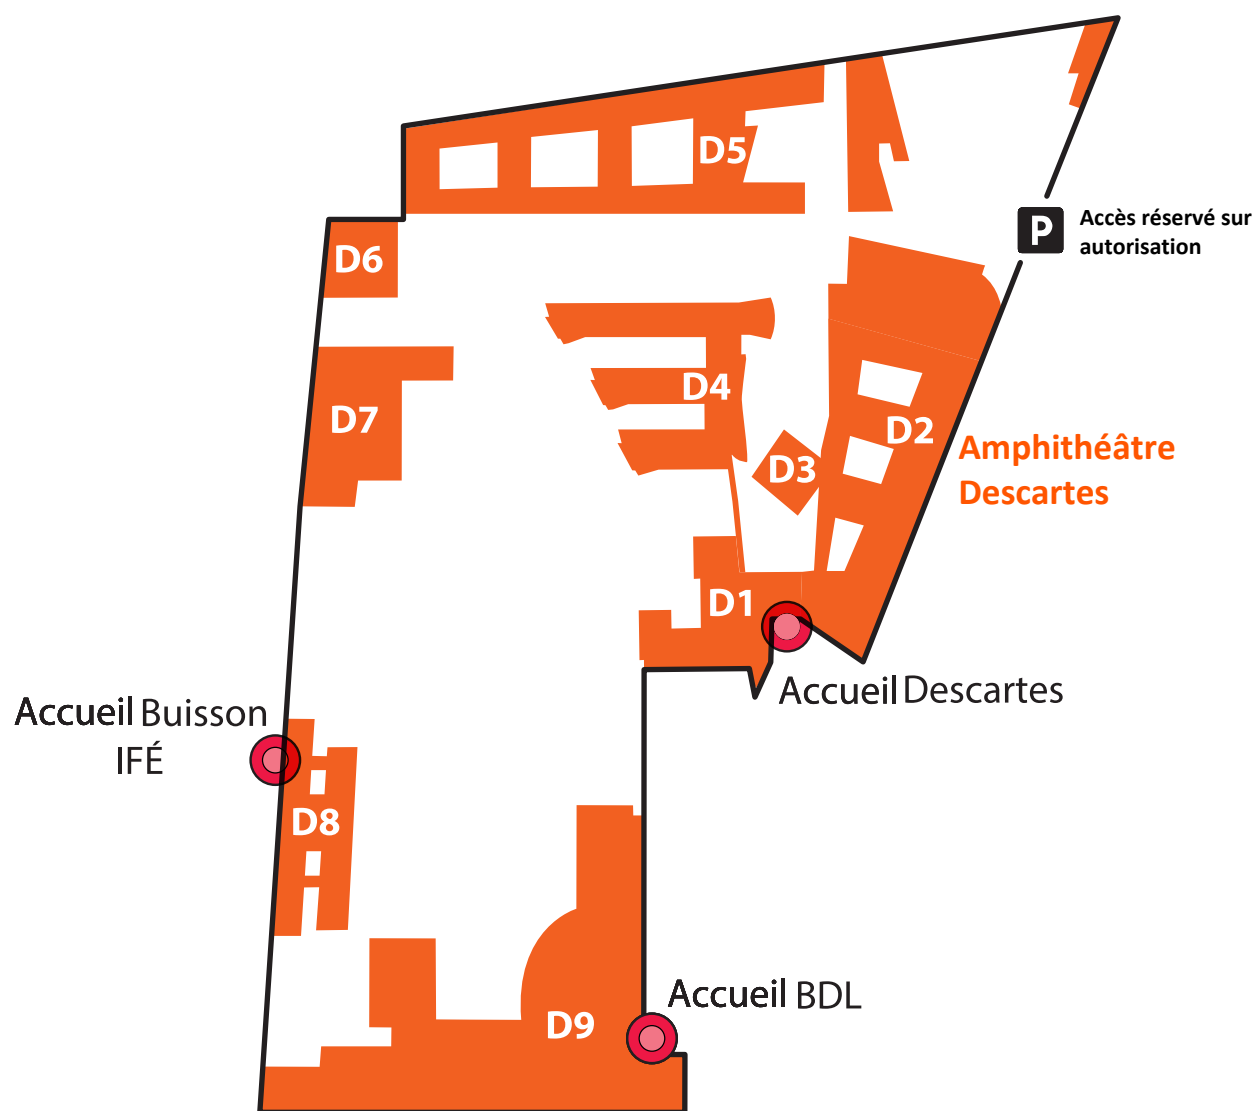 D5
P
Accès réservé sur
autorisation
D6
D4
D7
D2
D3
Amphithéâtre
Descartes
D1
Accueil Descartes
Accueil Buisson
IFÉ
D8
Accueil BDL
D9